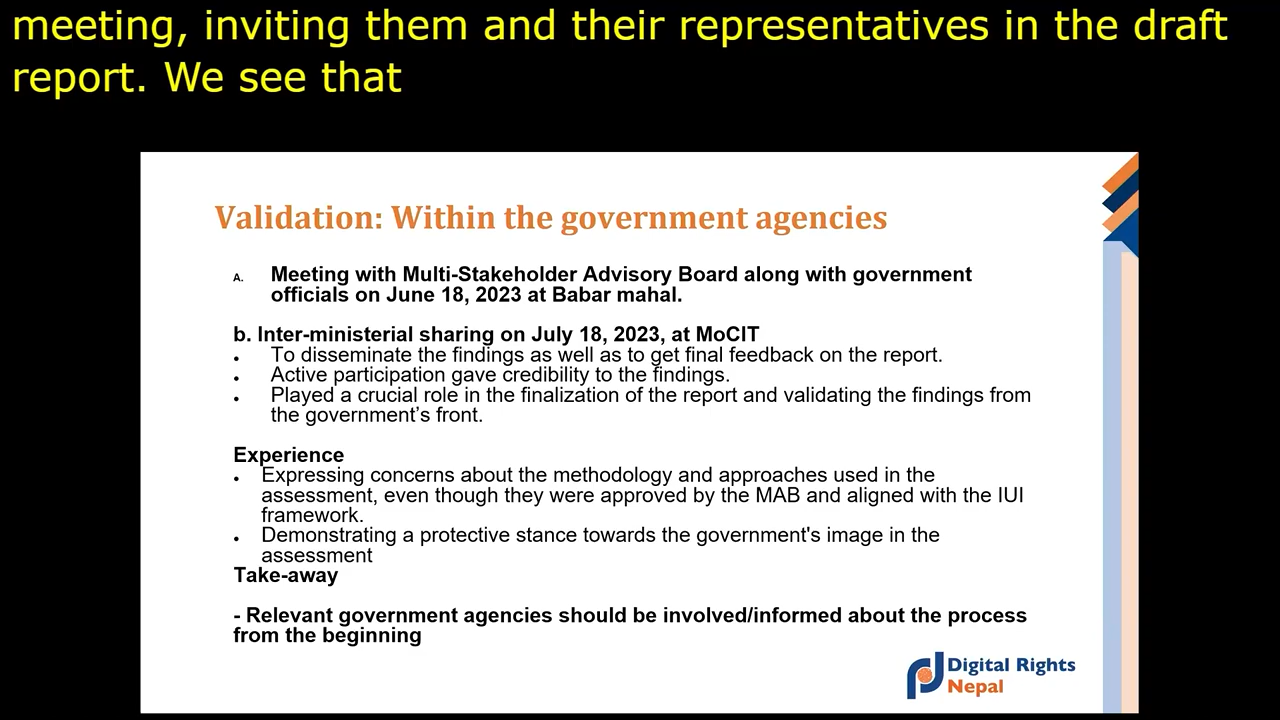 meeting, inviting them and their representatives in the draft
report. We see that
Validation: Within the government agencies
A. Meeting with Multi-Stakeholder Advisory Board along with government
officials on June 18, 2023 at Babar mahal.
b. Inter-ministerial sharing on July 18, 2023, at MoCIT
• To disseminate the findings as well as to get final feedback on the report.
• Active participation gave credibility to the findings.
• Played a crucial role in the finalization of the report and validating the findings from
the government’s front.
Experience
• Expressing concerns about the methodology and approaches used in the
assessment, even though they were approved by the MAB and aligned with the IUI
framework.
• Demonstrating a protective stance towards the government's image in the
assessment
Take-away
- Relevant government agencies should be involved/informed about the process
from the beginning
Digital Rights
Nepal